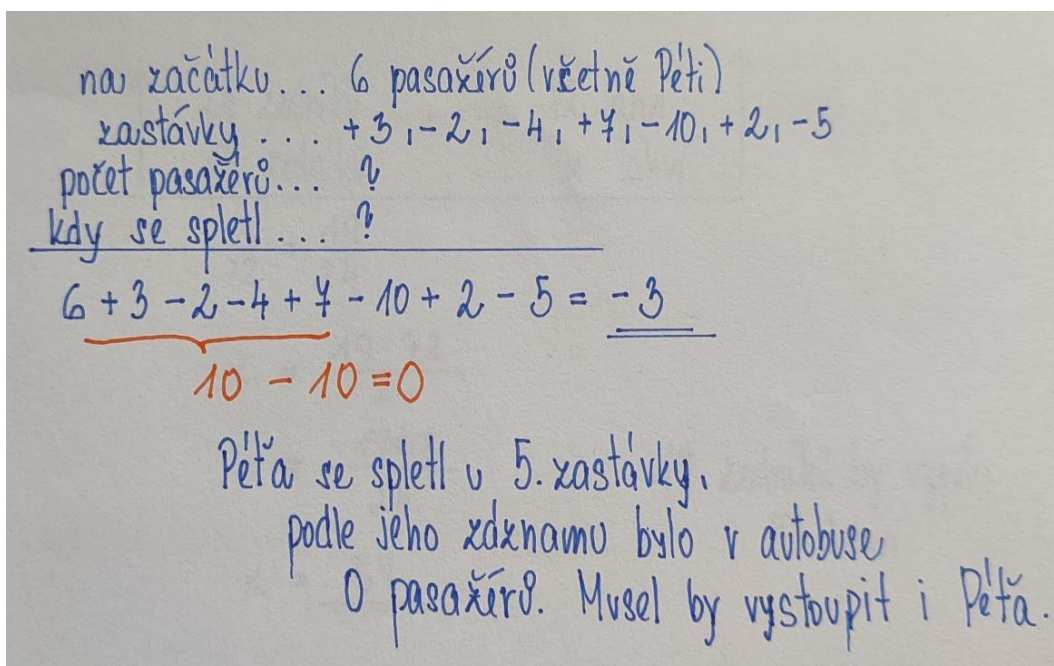 na začátku... 6 pasažérů (včetně Péti)
zastávky... +3, -2, -4, +7, -10, +2, -5
počet pasažérů... ?
kdy se spletl... ?
6 + 3 - 2 - 4 + 7 - 10 + 2 - 5 = -3
10 - 10 = 0
Péťa se spletl u 5. zastávky,
podle jeho záznamu bylo v autobuse
0 pasažérů. Musel by vystoupit i Péťa.